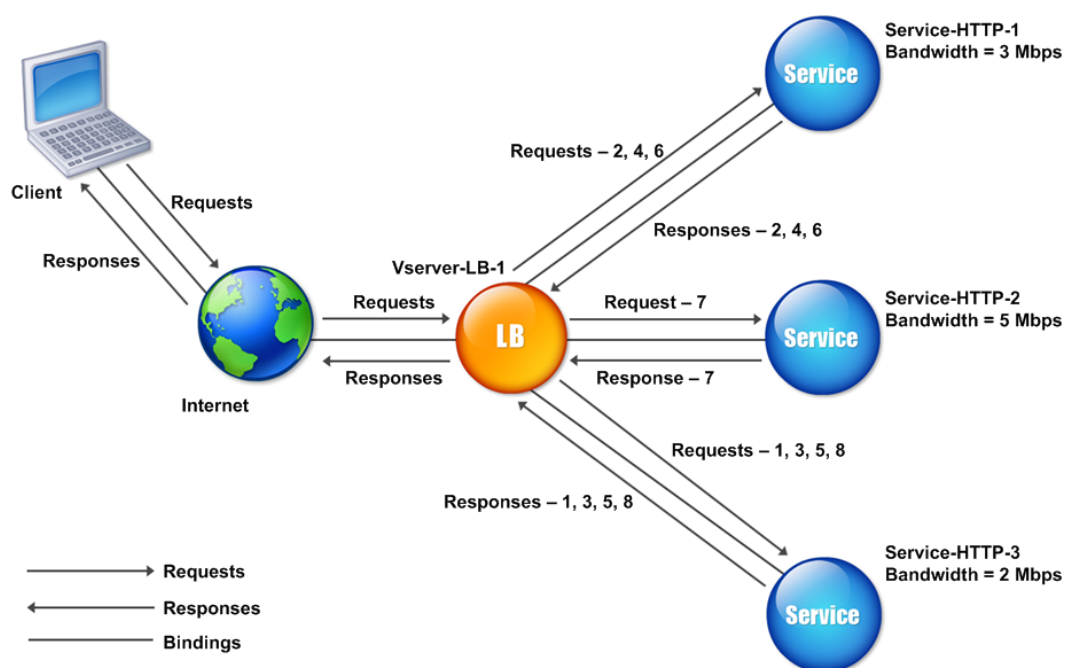 Service-HTTP-1
Bandwidth = 3 Mbps
Service
Requests – 2, 4, 6
Client
Requests
Responses – 2, 4, 6
Responses
Vserver-LB-1
Service-HTTP-2
Bandwidth = 5 Mbps
Requests
Request – 7
LB
Service
Responses
Response – 7
Internet
Requests – 1, 3, 5, 8
Responses – 1, 3, 5, 8
Service-HTTP-3
Bandwidth = 2 Mbps
Service
Requests
Responses
Bindings